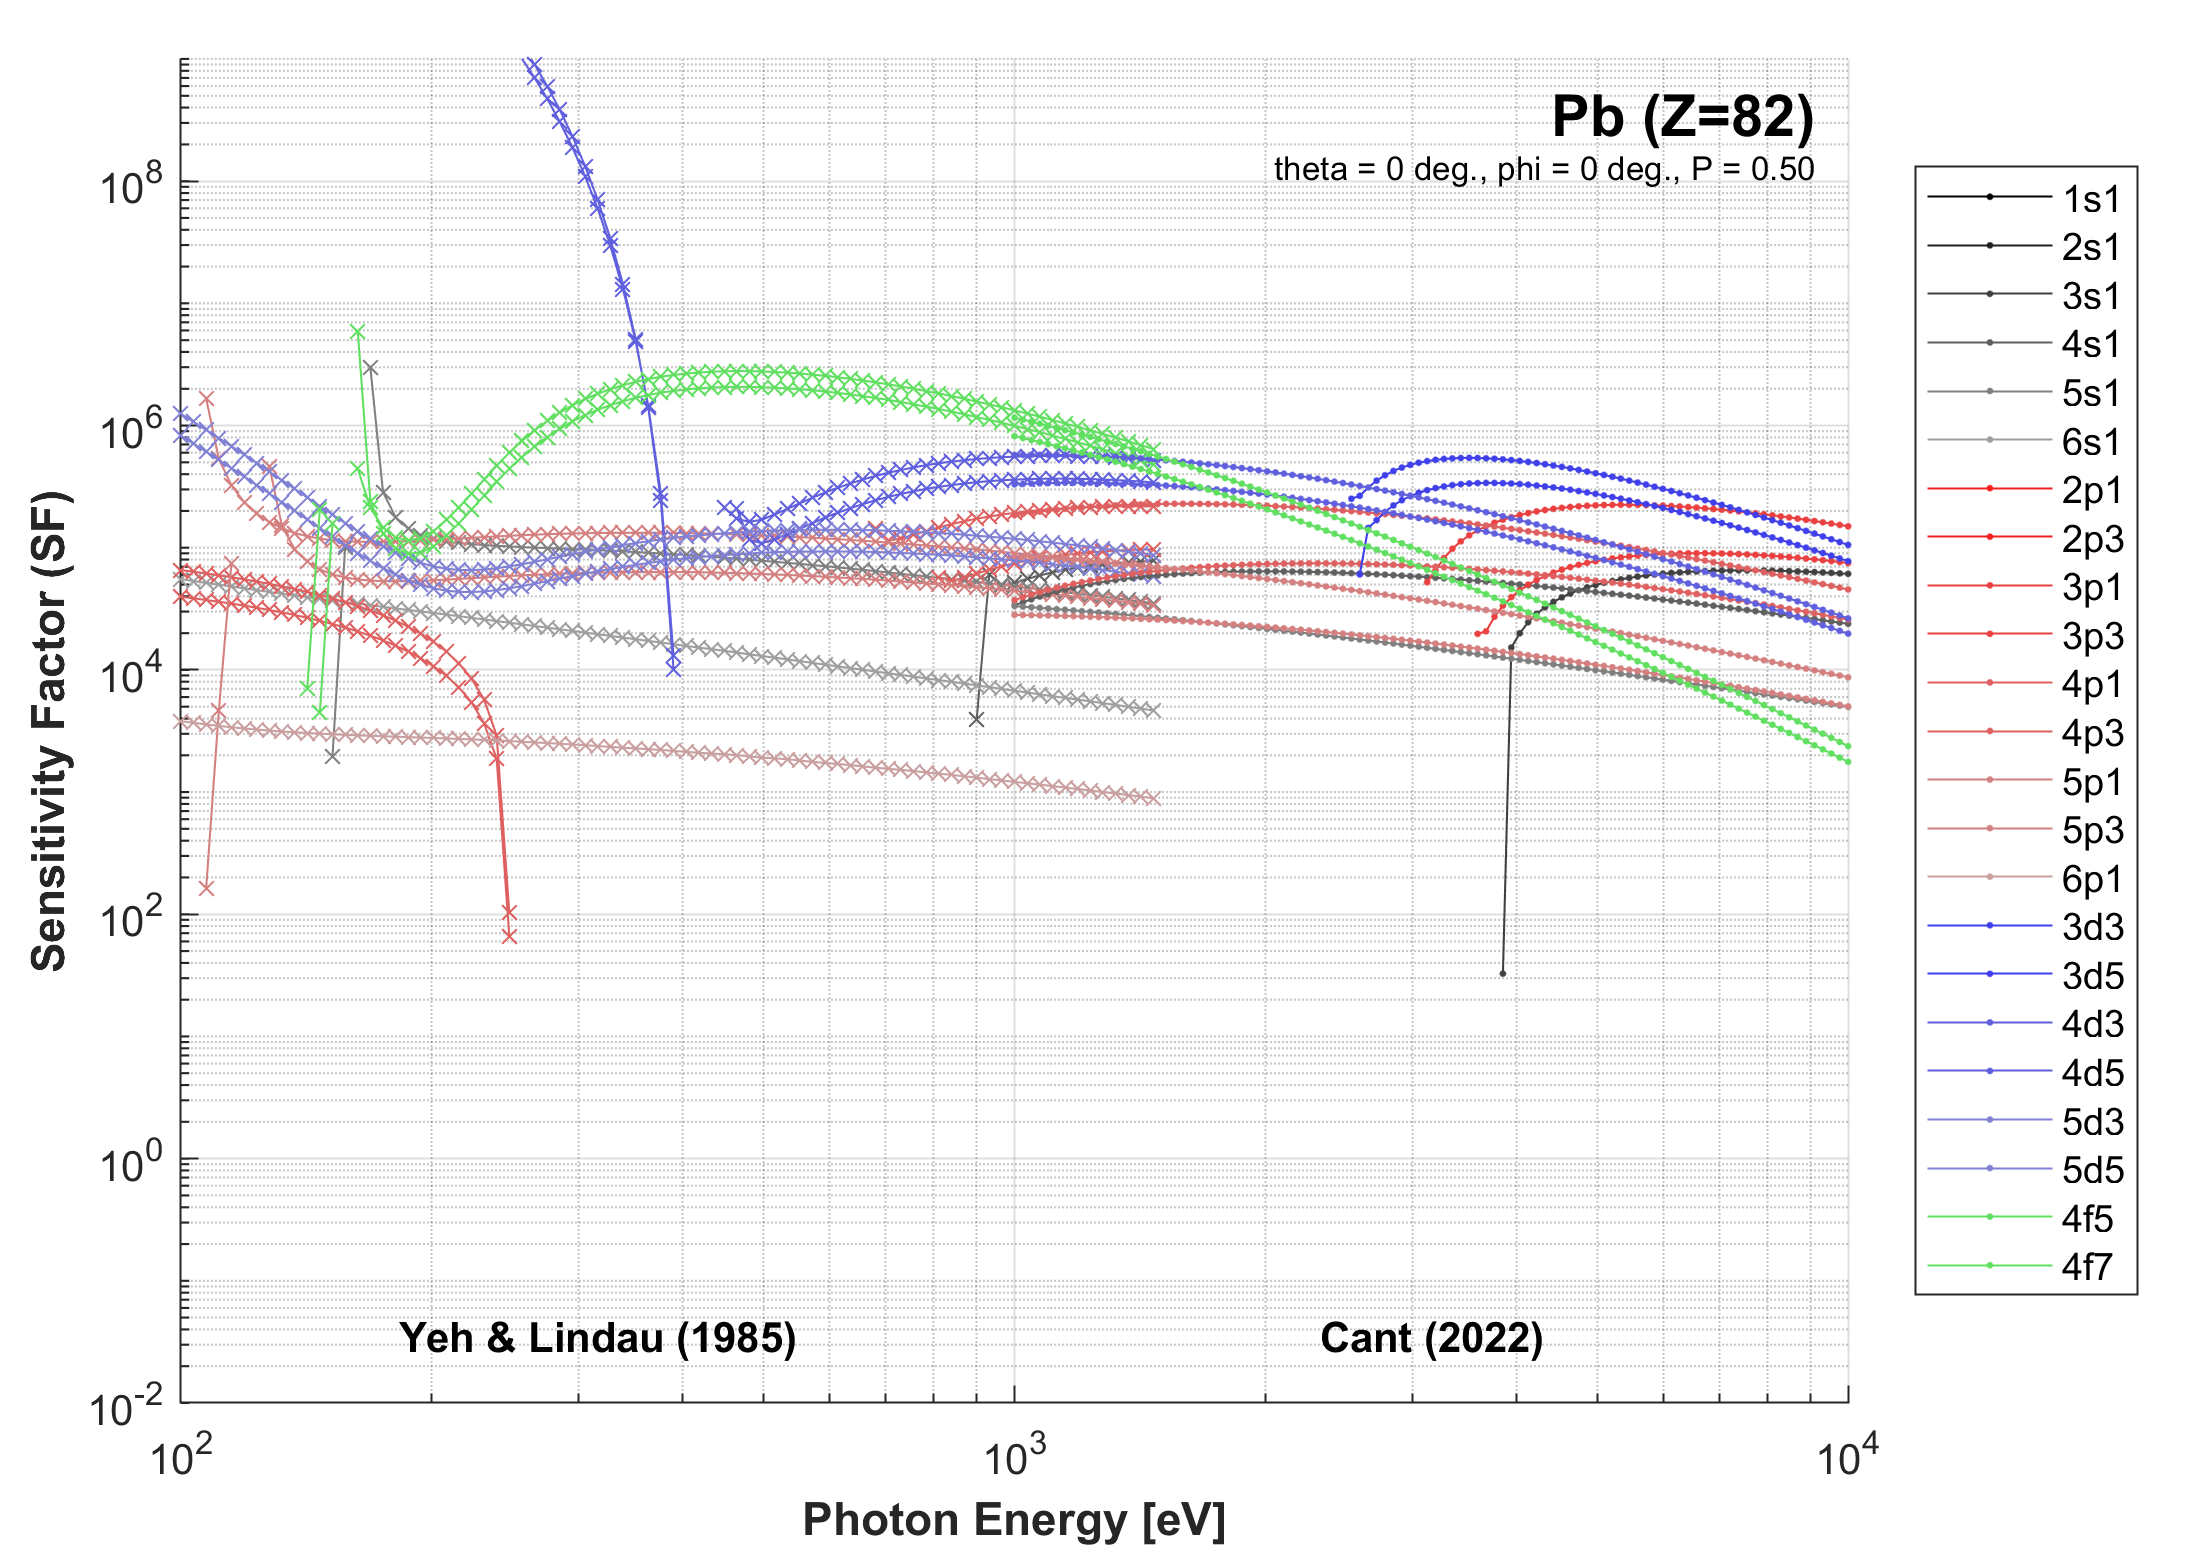 Pb (Z=82)
theta = 0 deg., phi = 0 deg., P = 0.50
Sensitivity Factor (SF)
10^8
10^6
10^4
10^2
10^0
10^-2
10^2
10^3
10^4
Photon Energy [eV]
Yeh & Lindau (1985)
Cant (2022)
1s1
2s1
3s1
4s1
5s1
6s1
2p1
2p3
3p1
3p3
4p1
4p3
5p1
5p3
6p1
3d3
3d5
4d3
4d5
5d3
5d5
4f5
4f7